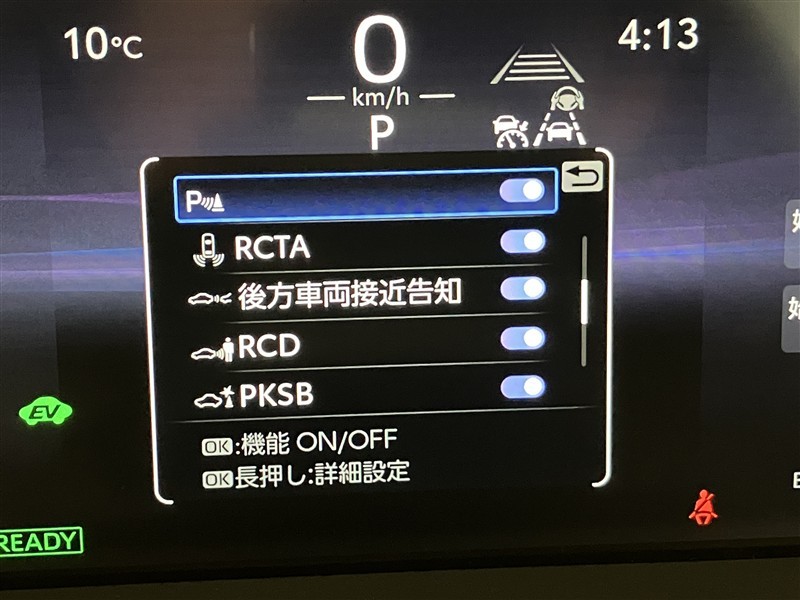 10℃
0
km/h
P
4:13
P
RCTA
後方車両接近告知
RCD
PKSB
OK:機能 ON/OFF
OK長押し:詳細設定
EV
READY